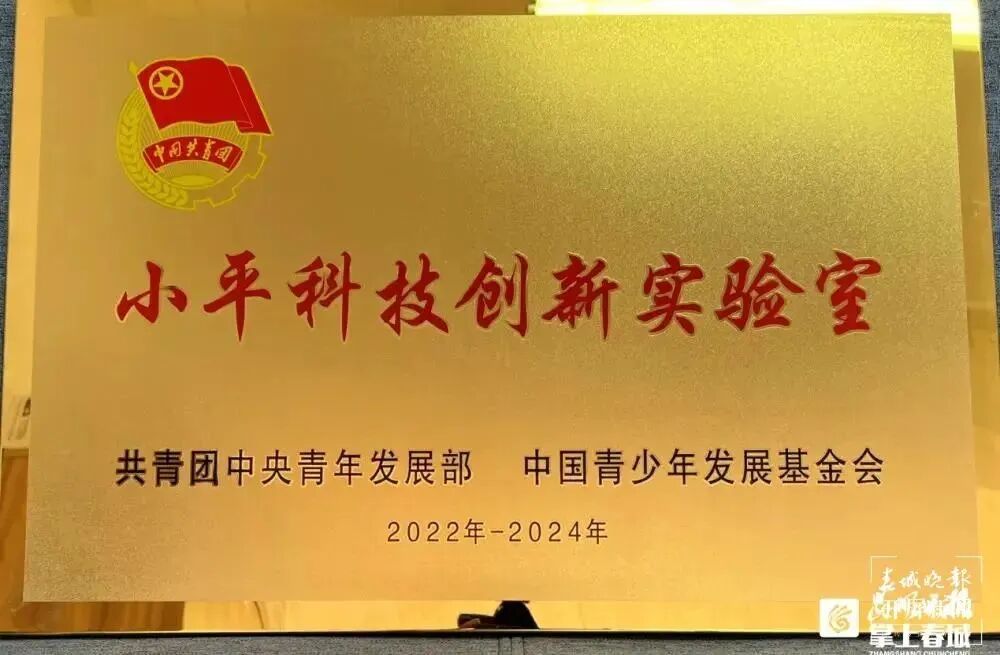 中国共青团
小平科技创新实验室
共青团中央青年发展部 中国青少年发展基金会
2022年-2024年
春城晚报
掌上春城
ZHANGSHANG CHUNCHENG